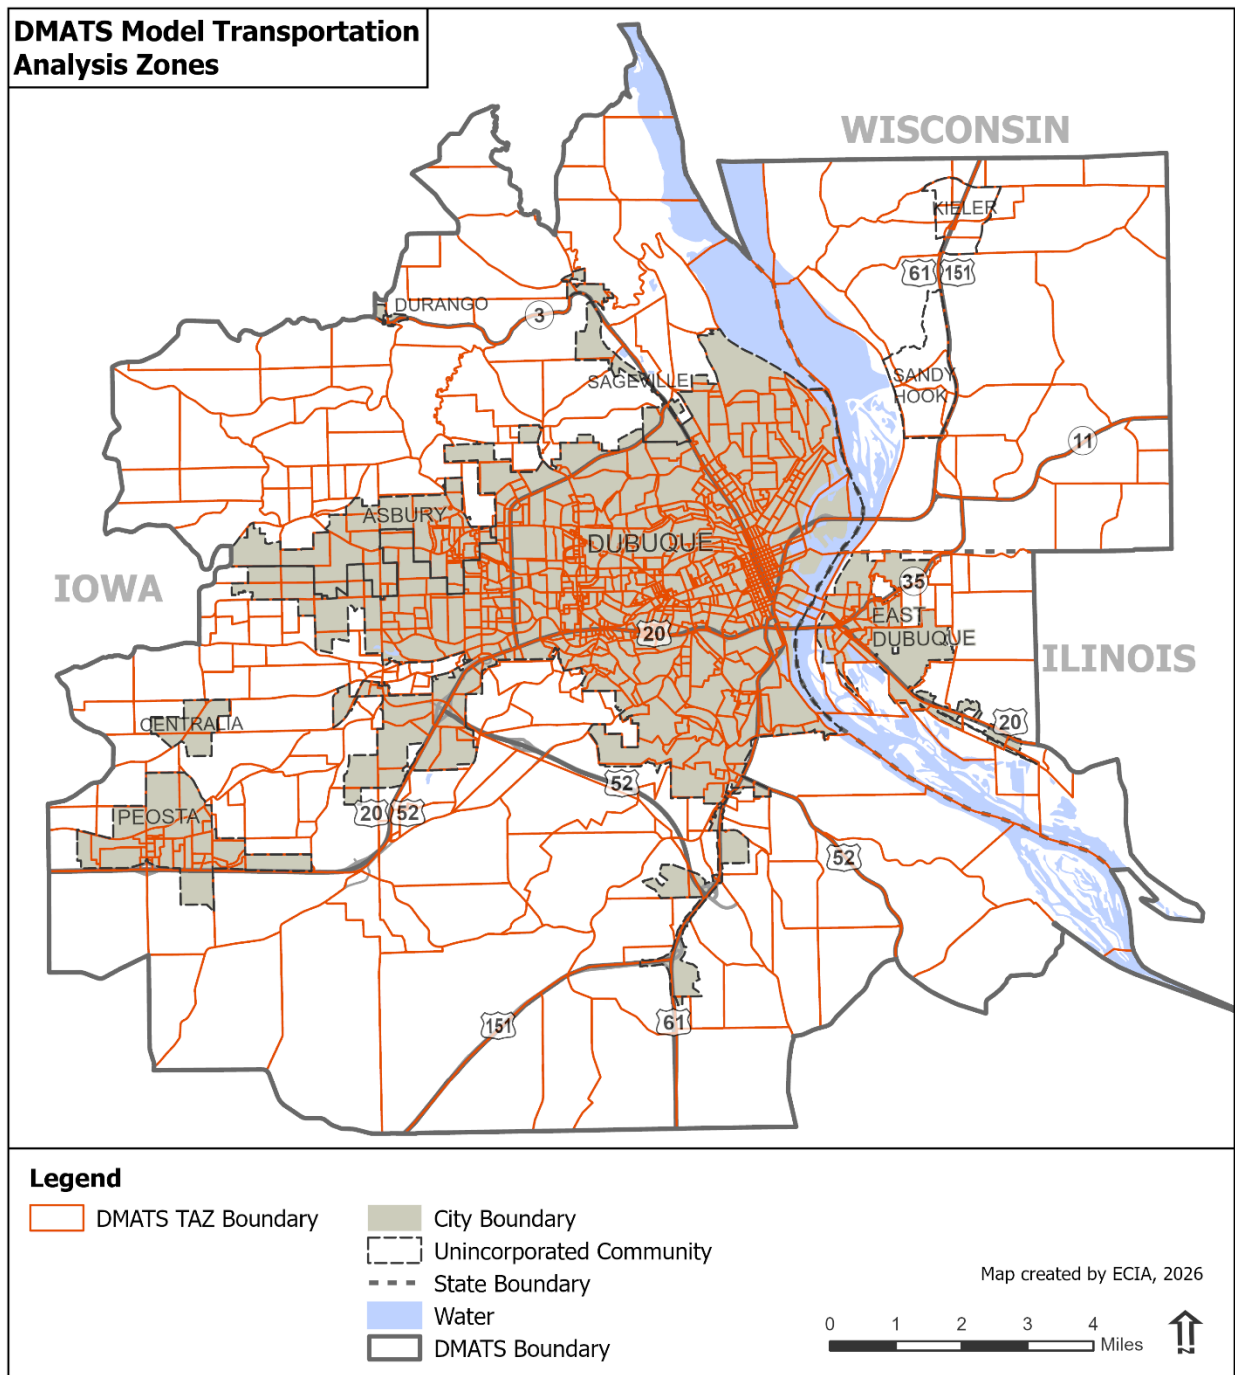 DMATS Model Transportation
Analysis Zones
WISCONSIN
KIELER
61
151
DURANGO
3
SAGEVILLE
SANDY
HOOK
11
ASBURY
DUBUQUE
IOWA
35
EAST
DUBUQUE
20
ILINOIS
CENTRALIA
20
52
20
52
PEOSTA
52
151
61
Legend
DMATS TAZ Boundary
City Boundary
Unincorporated Community
State Boundary
Water
DMATS Boundary
Map created by ECIA, 2026
0 1 2 3 4
Miles
N